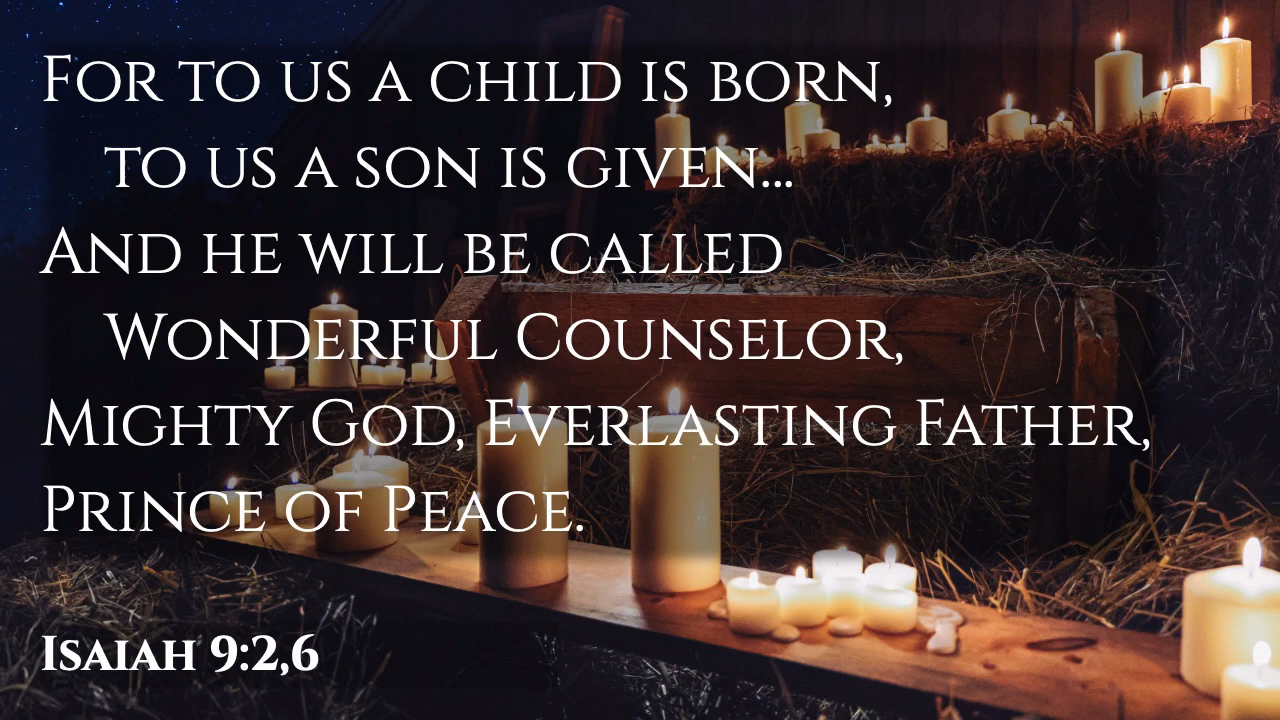 For to us a child is born,
to us a son is given...
And he will be called
Wonderful Counselor,
Mighty God, Everlasting Father,
Prince of Peace.
Isaiah 9:2,6